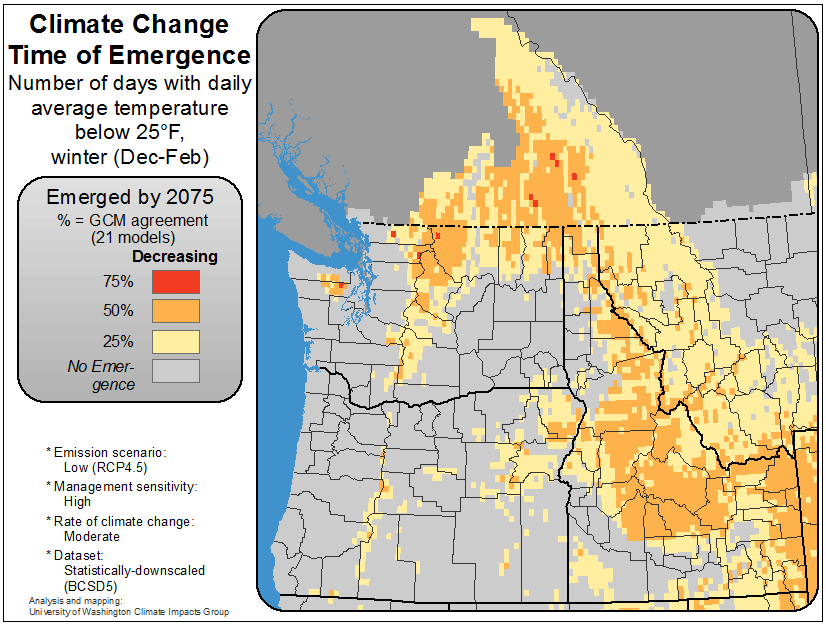 Climate Change
Time of Emergence
Number of days with daily
average temperature
below 25°F,
winter (Dec-Feb)
Emerged by 2075
% = GCM agreement
(21 models)
Decreasing
75%
50%
25%
No Emer-
gence
* Emission scenario:
Low (RCP4.5)
* Management sensitivity:
High
* Rate of climate change:
Moderate
* Dataset:
Statistically-downscaled
(BCSD5)
Analysis and mapping:
University of Washington Climate Impacts Group